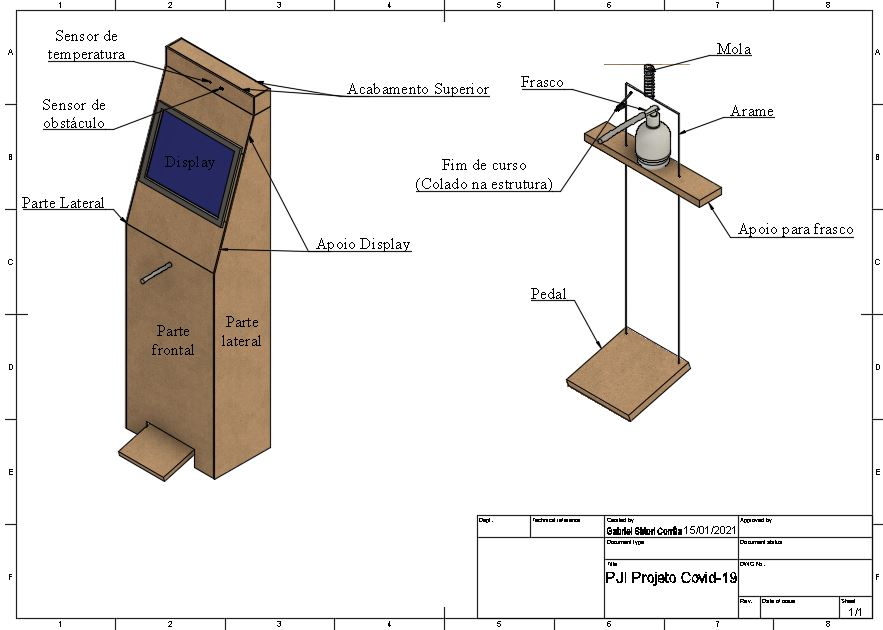 1 2 3 4 5 6 7 8
A A
B B
C C
D D
E E
F F
Sensor de
temperatura
Sensor de
obstáculo
Acabamento Superior
Display
Parte Lateral
Apoio Display
Parte
frontal
Parte
lateral
Mola
Frasco
Arame
Fim de curso
(Colado na estrutura)
Apoio para frasco
Pedal
Dept.
Technical reference
Created by
Gabriel 15/01/2021
Approved by
Document type
Document status
Title
PJI Projeto Covid-19
DWG No.
Rev.
Date of issue
Sheet
1/1
1 2 3 4 5 6 7 8